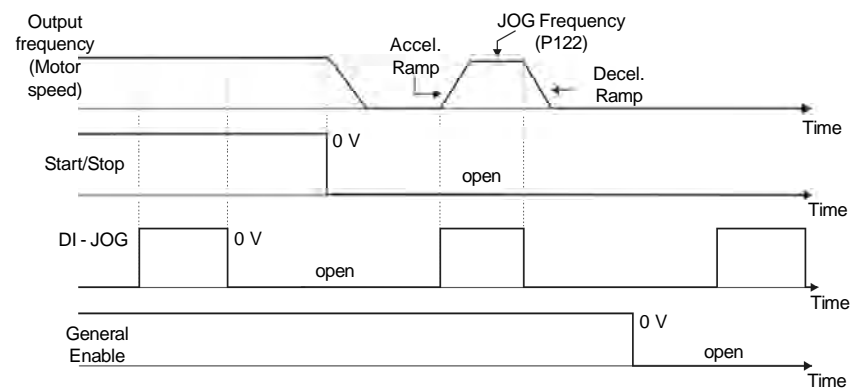 Output
frequency
(Motor
speed)
Accel.
Ramp
JOG Frequency
(P122)
Decel.
Ramp
Time
Start/Stop
0 V
open
Time
DI - JOG
0 V
open
Time
General
Enable
0 V
open
Time